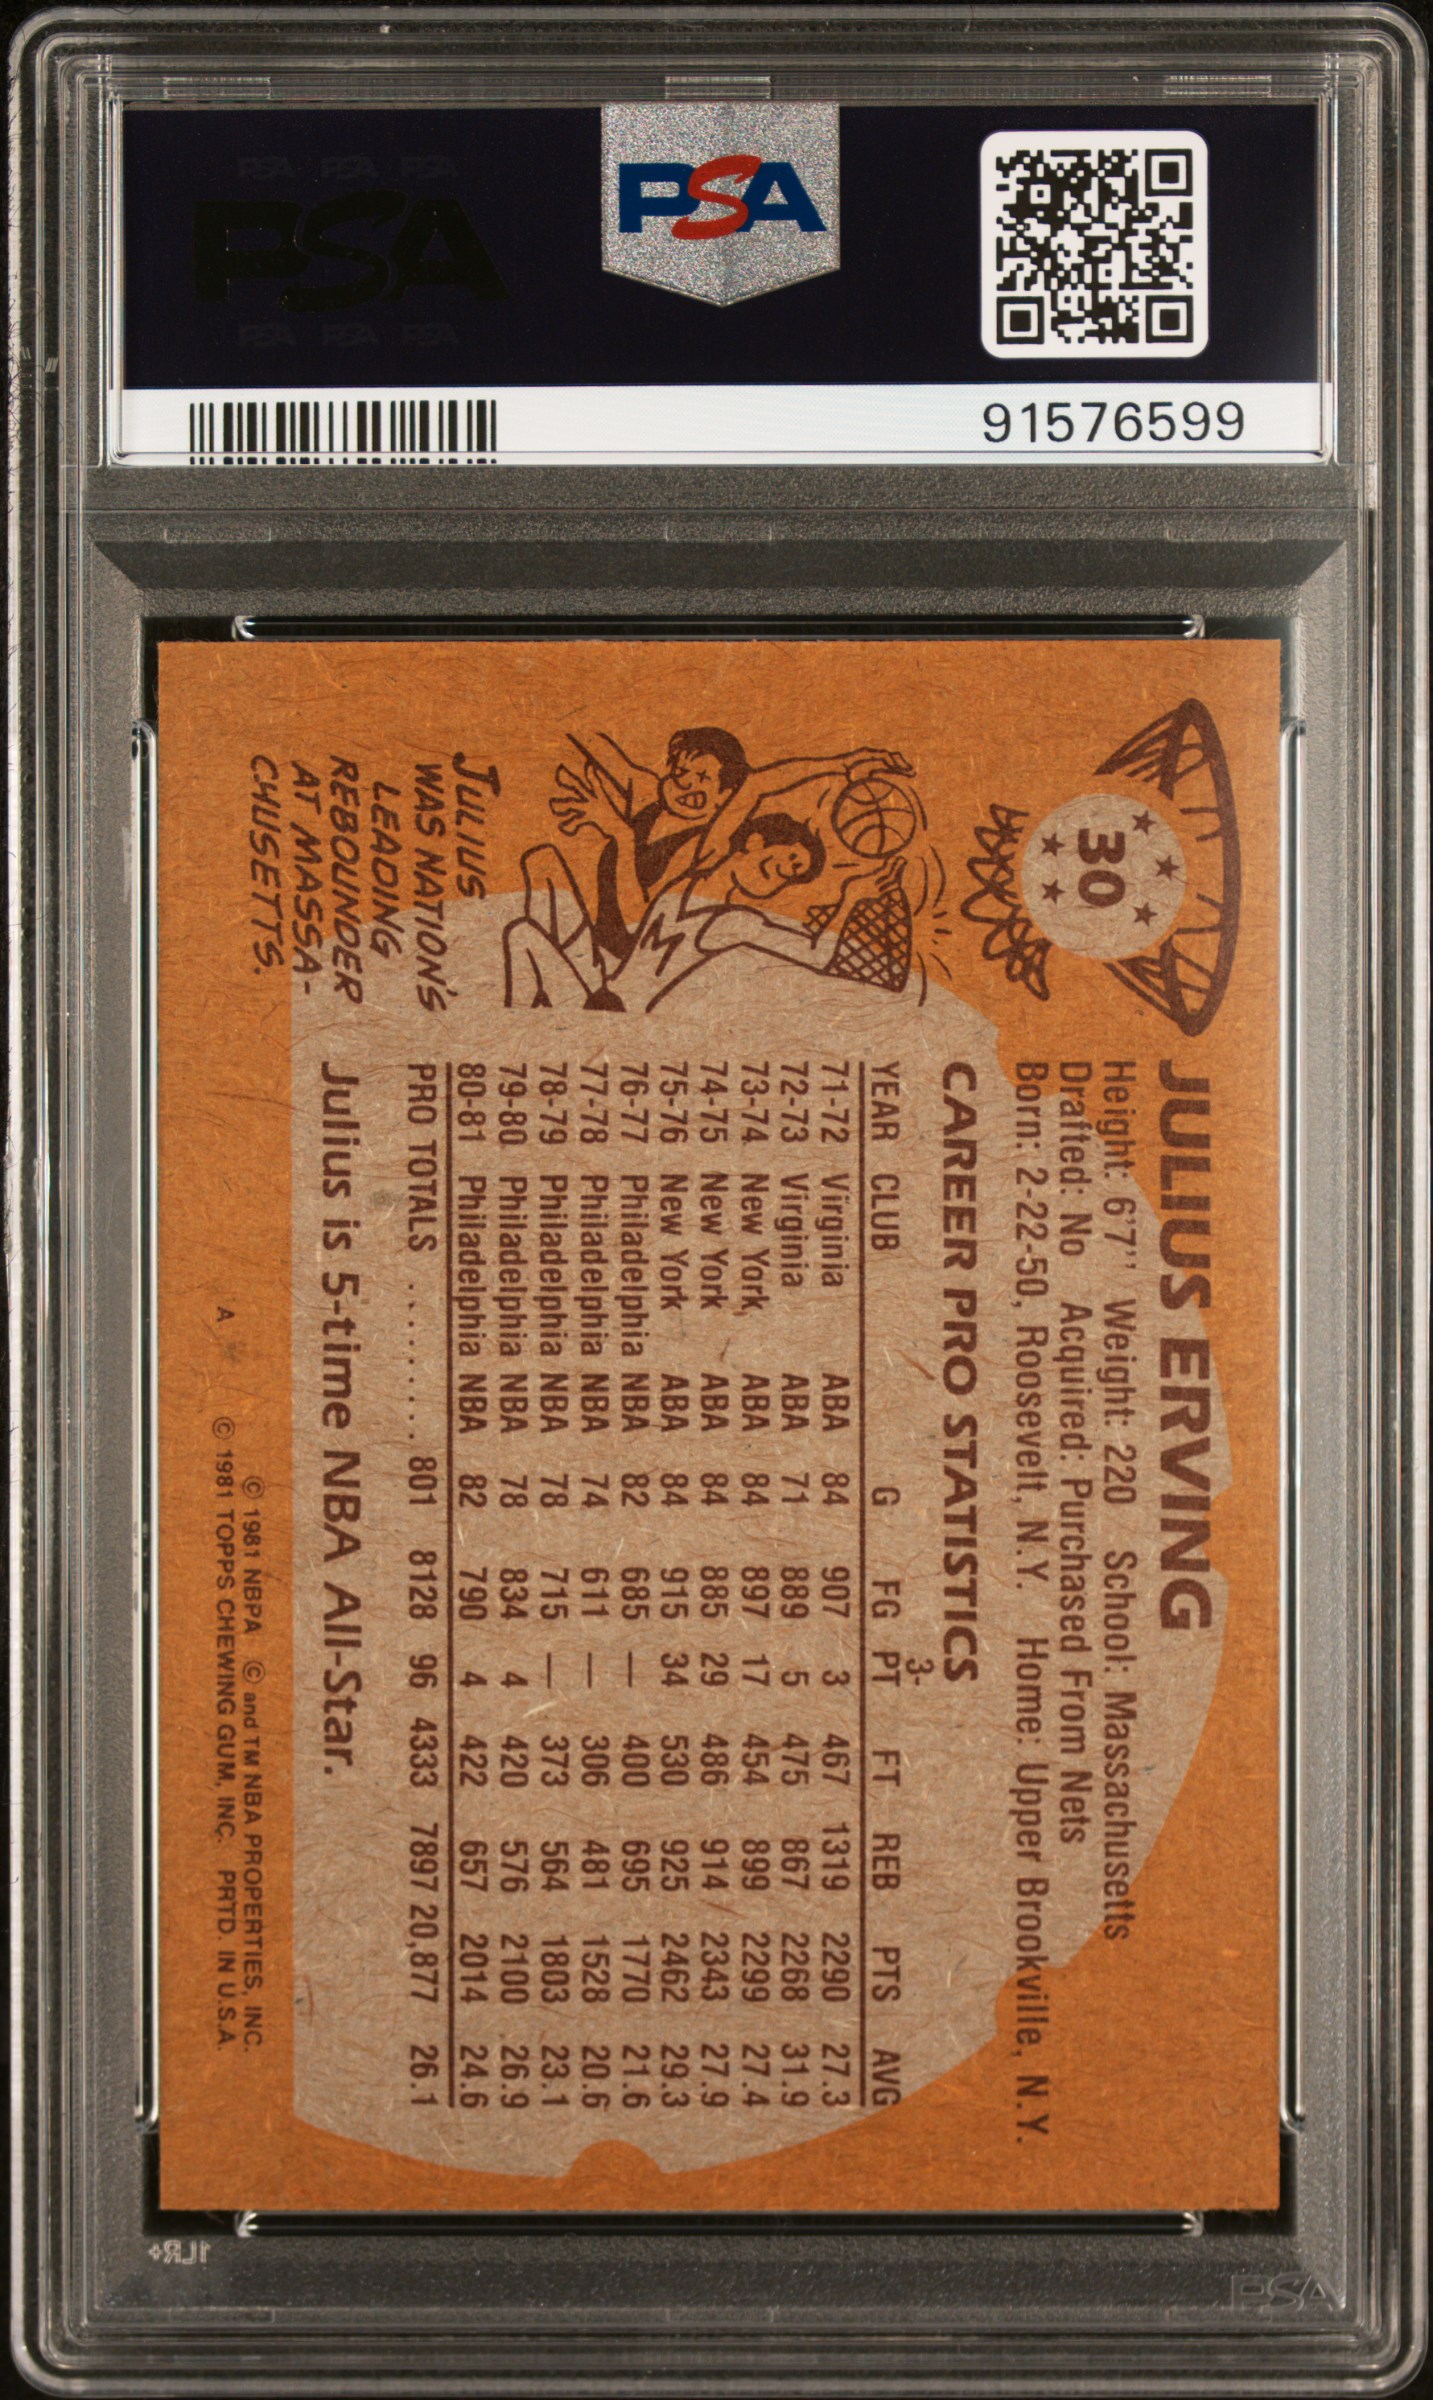 PSA PSA PSA
PSA
PSA PSA PSA
PSA
91576599
30
JULIUS ERVING
Height: 6'7'' Weight: 220 School: Massachusetts
Drafted: No Acquired: Purchased From Nets
Born: 2-22-50, Roosevelt, N.Y. Home: Upper Brookville, N.Y.
CAREER PRO STATISTICS
YEAR CLUB G FG 3-PT FT REB PTS AVG
71-72 Virginia ABA 84 907 3 467 1319 2290 27.3
72-73 Virginia ABA 71 889 5 475 867 2268 31.9
73-74 New York ABA 84 897 17 454 899 2299 27.4
74-75 New York ABA 84 885 29 486 914 2343 27.9
75-76 New York ABA 84 915 34 530 925 2462 29.3
76-77 Philadelphia NBA 82 685 — 400 695 1770 21.6
77-78 Philadelphia NBA 74 611 — 306 481 1528 20.6
78-79 Philadelphia NBA 78 715 — 373 564 1803 23.1
79-80 Philadelphia NBA 78 834 4 420 576 2100 26.9
80-81 Philadelphia NBA 82 790 4 422 657 2014 24.6
PRO TOTALS ........ 801 8128 96 4333 7897 20,877 26.1
Julius is 5-time NBA All-Star.
JULIUS
WAS NATION'S
LEADING
REBOUNDER
AT MASSA-
CHUSETTS.
© 1981 NBPA © and TM NBA PROPERTIES, INC.
A © 1981 TOPPS CHEWING GUM, INC. PRTD. IN U.S.A.
1LR+
PSA